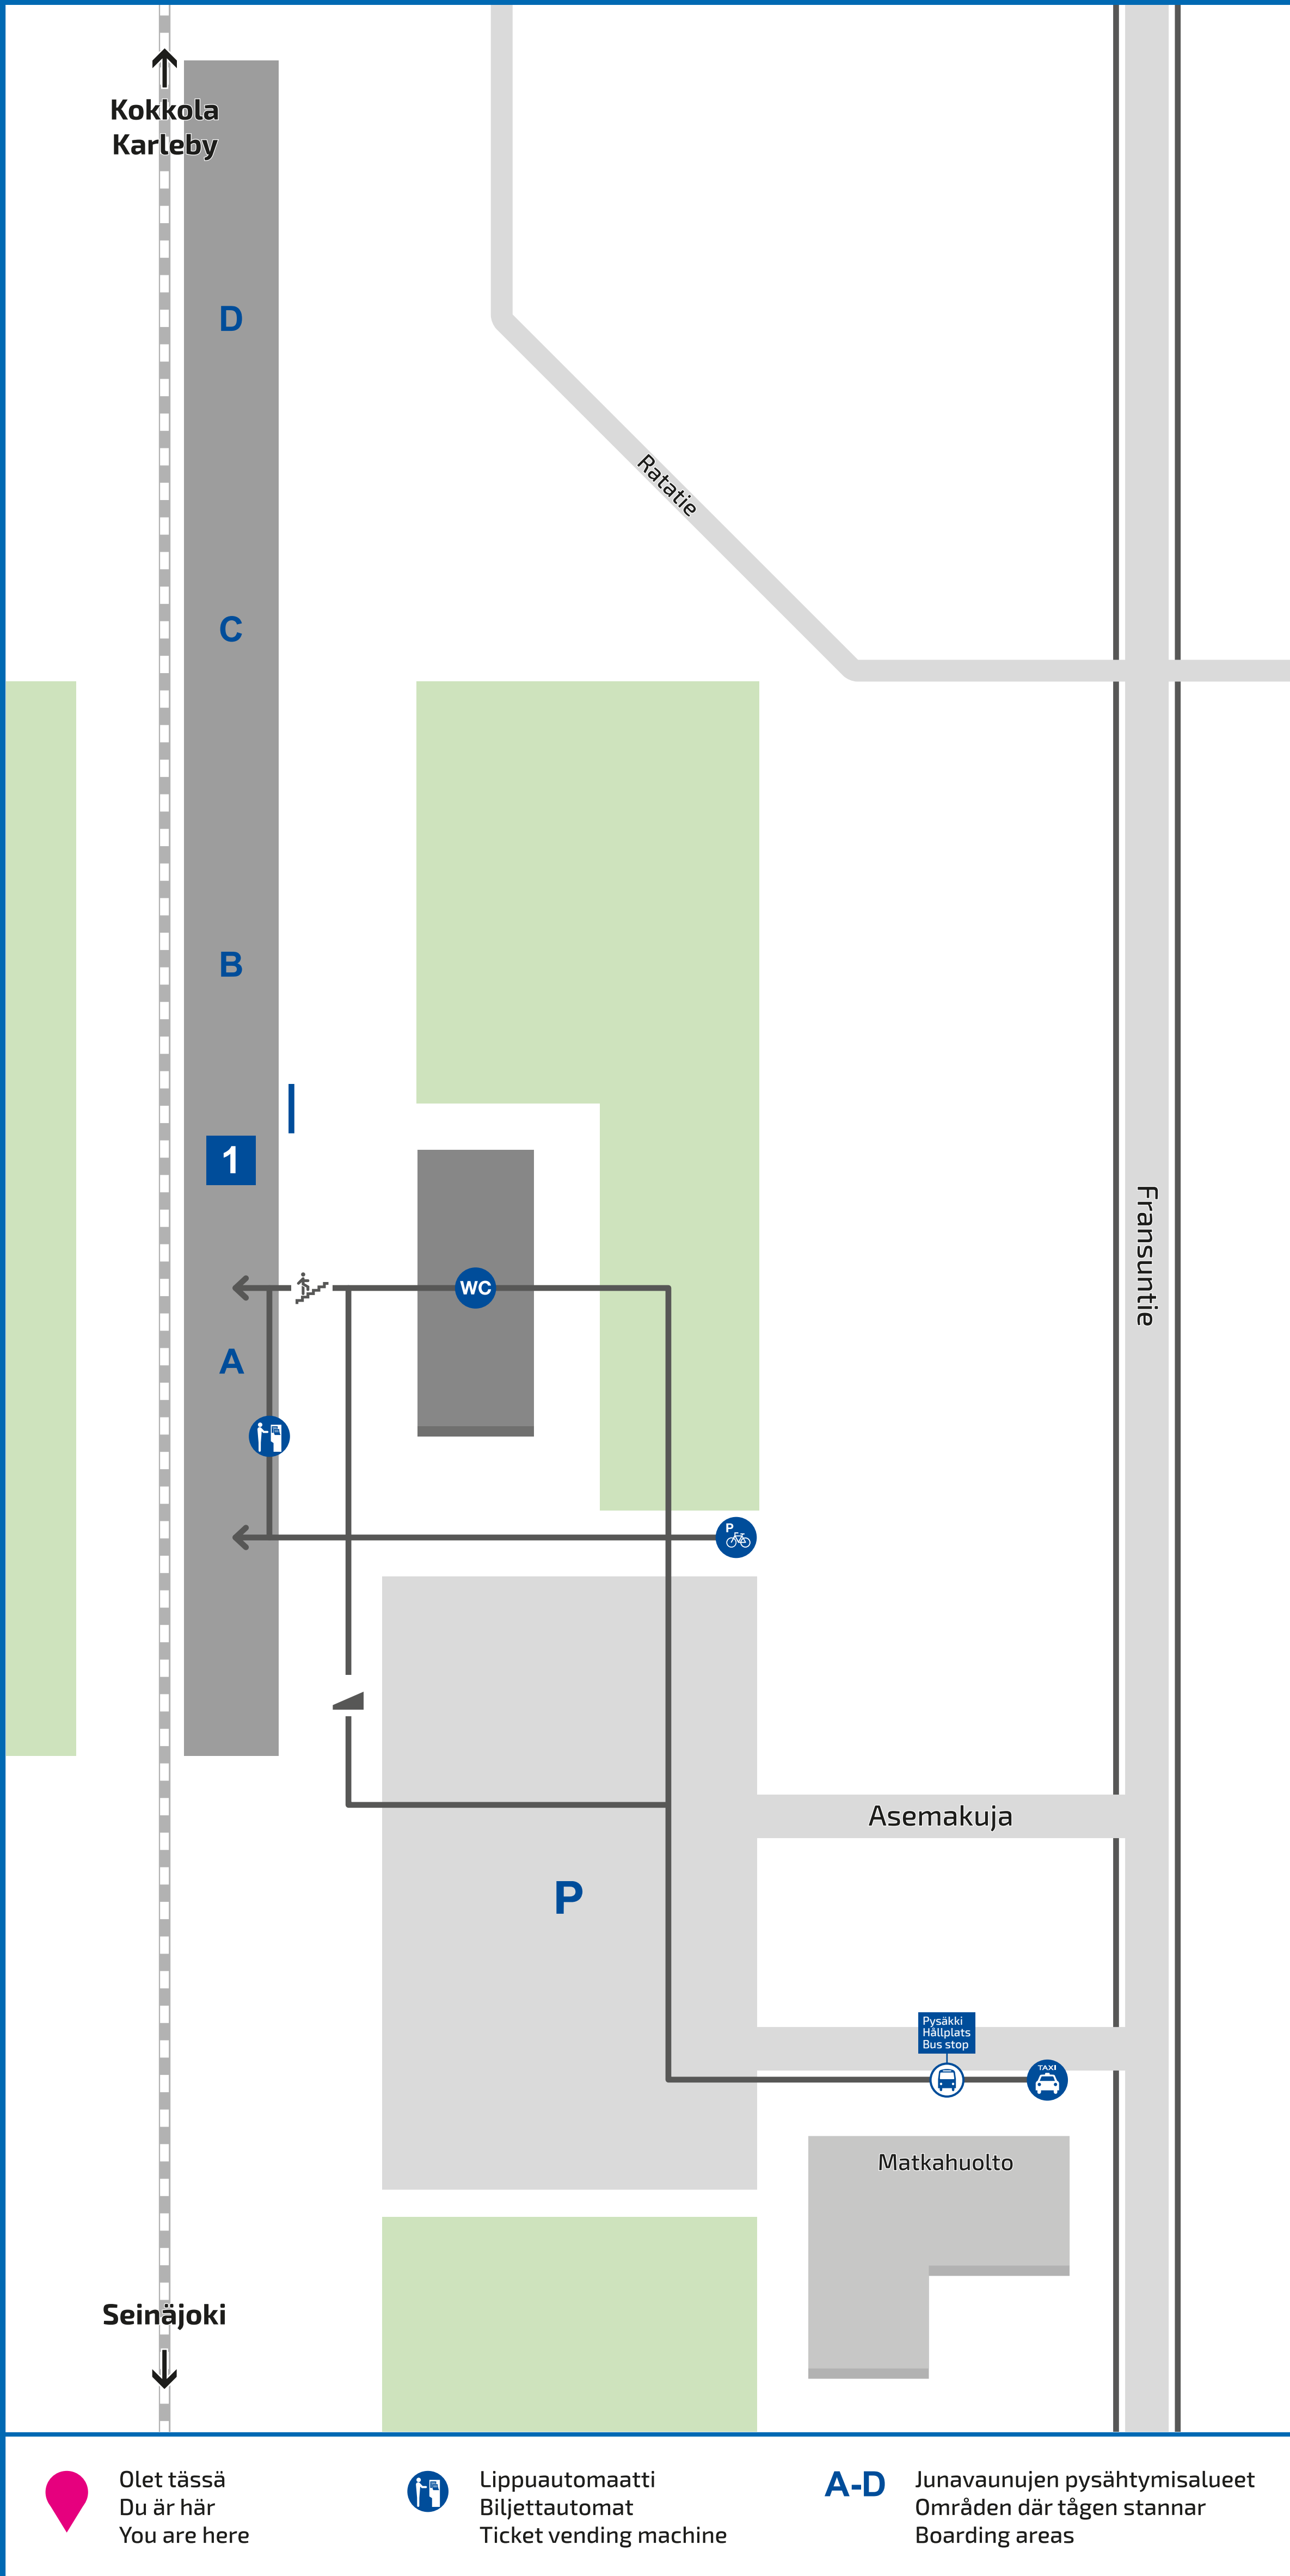 Kokkola
Karleby
D
Ratatie
C
B
1
Fransuntie
WC
A
P
Asemakuja
P
Pysäkki
Hållplats
Bus stop
TAXI
Matkahuolto
Seinäjoki
Olet tässä
Du är här
You are here
Lippuautomaatti
Biljettautomat
Ticket vending machine
A-D
Junavaunujen pysähtymisalueet
Områden där tågen stannar
Boarding areas